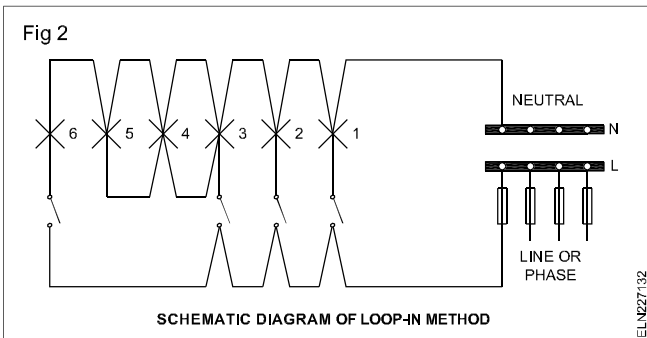 Fig 2
NEUTRAL
N
6 5 4 3 2 1
L
LINE OR
PHASE
SCHEMATIC DIAGRAM OF LOOP-IN METHOD
ELN227132